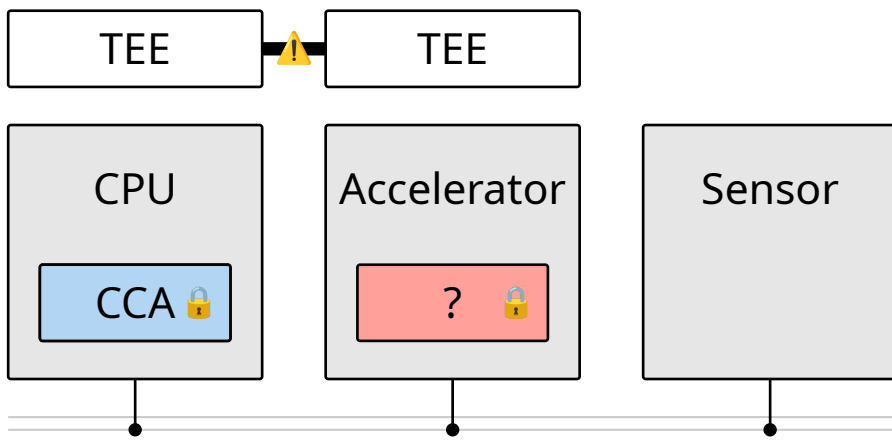 TEE
TEE
CPU
Accelerator
Sensor
CCA
?